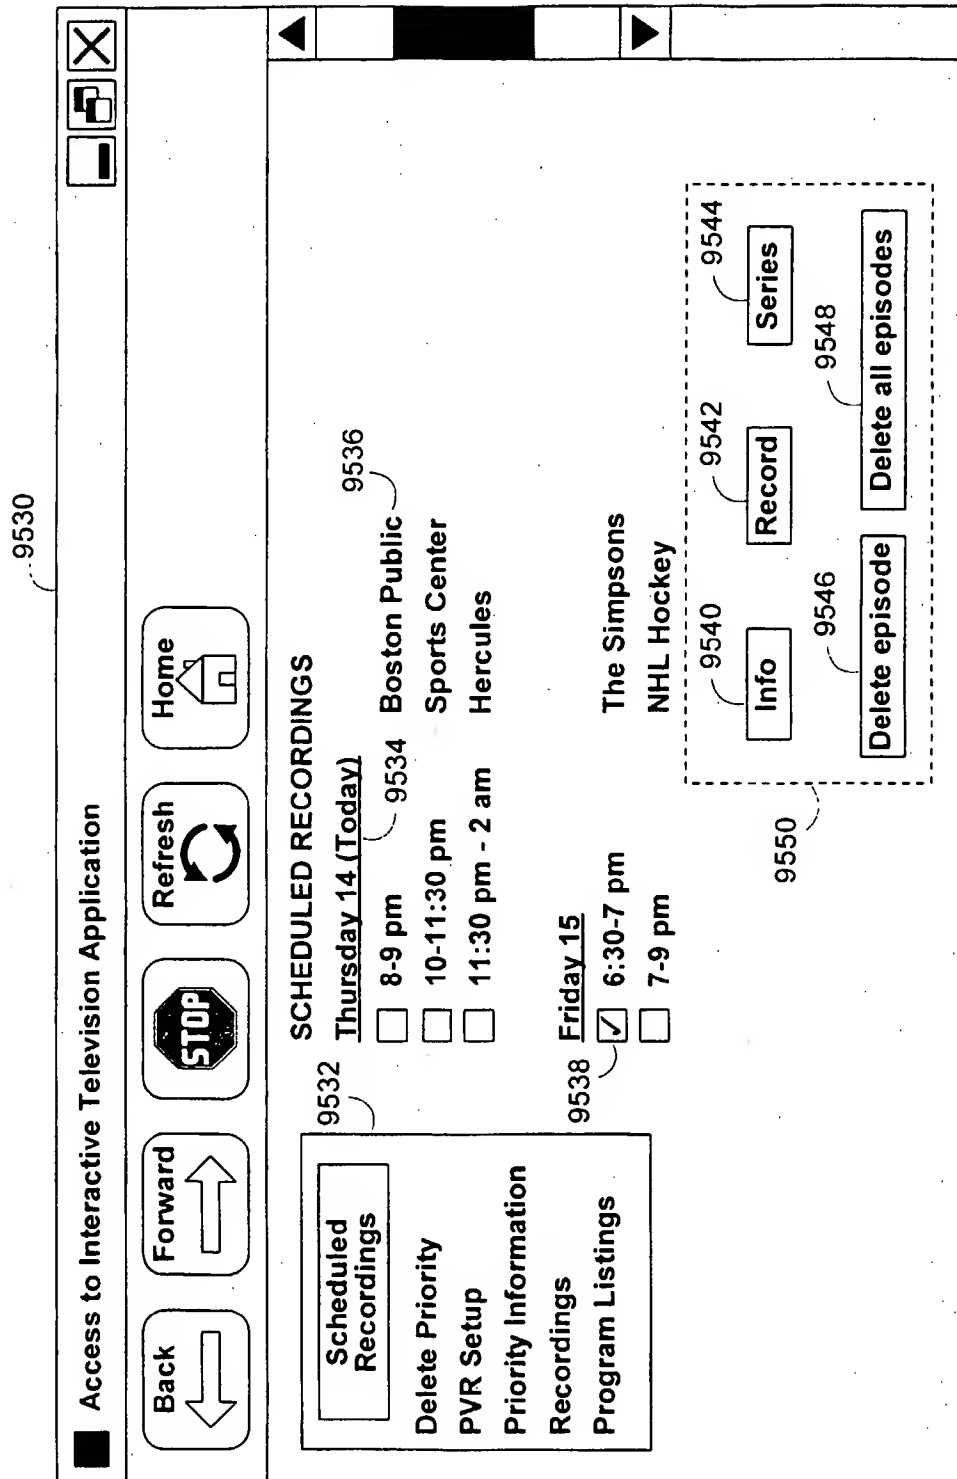 9530
Access to Interactive Television Application
Back
Forward
STOP
Refresh
Home
9532
Scheduled
Recordings
Delete Priority
PVR Setup
Priority Information
Recordings
Program Listings
SCHEDULED RECORDINGS
Thursday 14 (Today)
9534
9536
8-9 pm Boston Public
10-11:30 pm Sports Center
11:30 pm - 2 am Hercules
Friday 15
9538
✓ 6:30-7 pm The Simpsons
7-9 pm NHL Hockey
9540
9542
9544
Info
Record
Series
9546
9548
Delete episode
Delete all episodes
9550